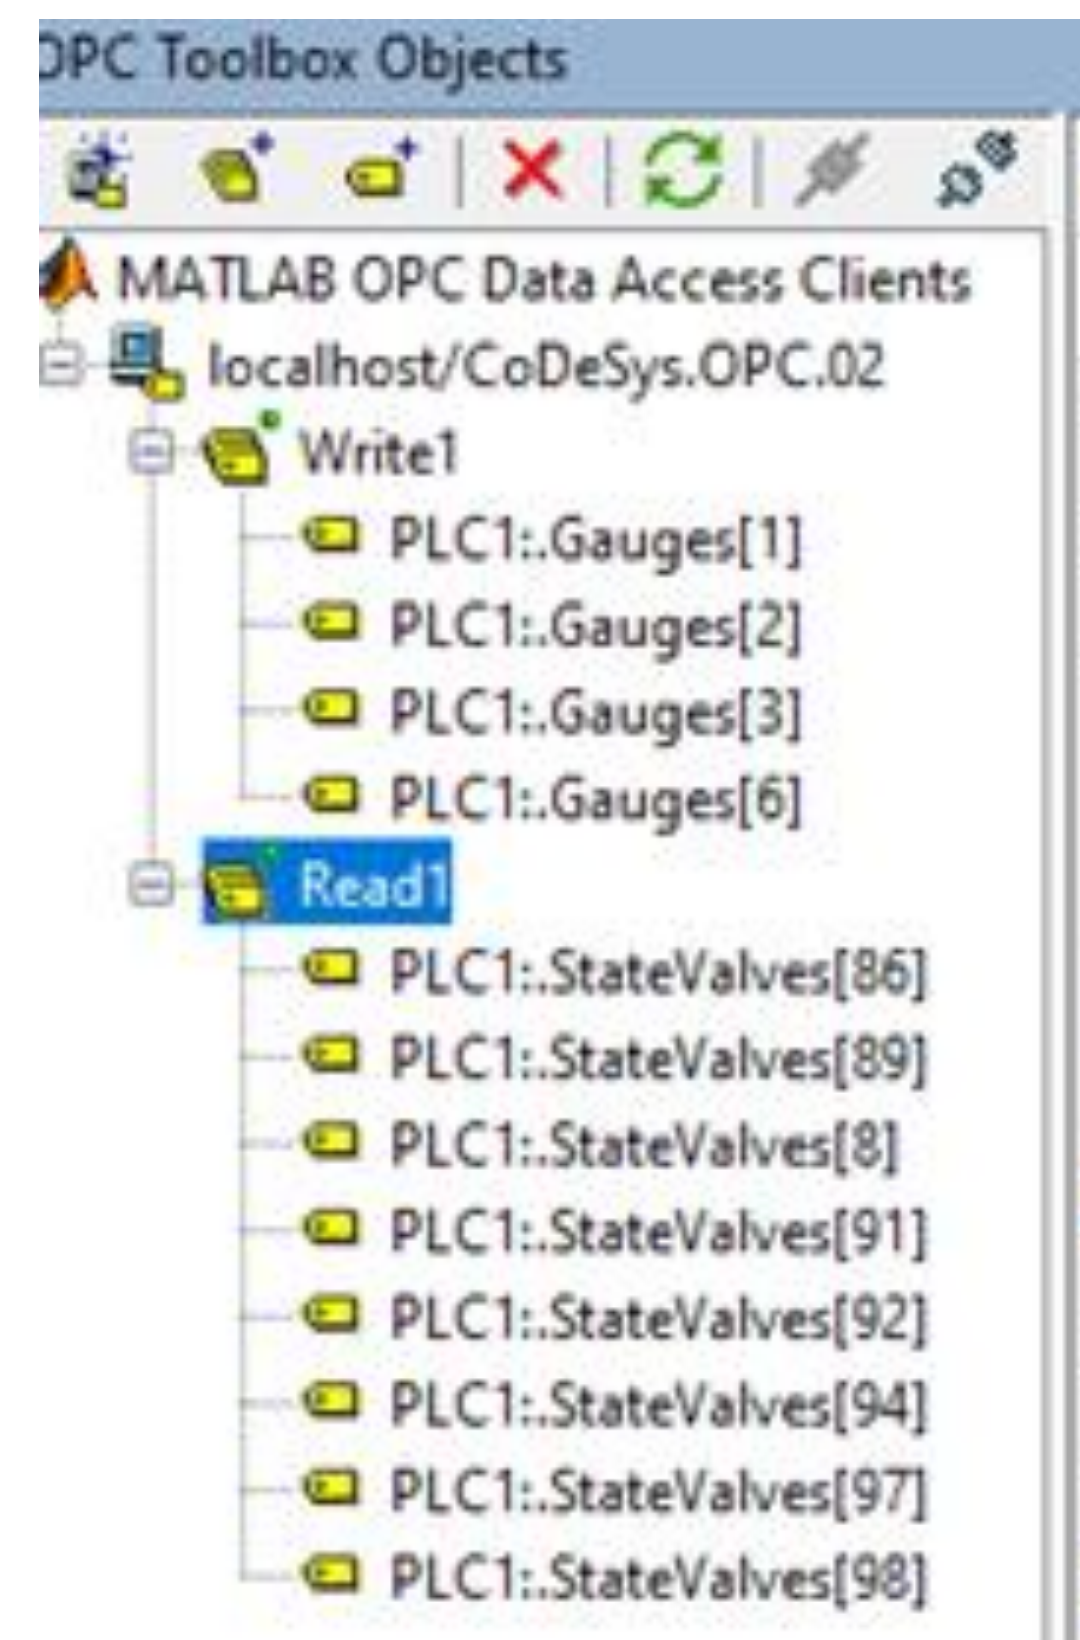 OPC Toolbox Objects
MATLAB OPC Data Access Clients
localhost/CoDeSys.OPC.02
Write1
PLC1:.Gauges[1]
PLC1:.Gauges[2]
PLC1:.Gauges[3]
PLC1:.Gauges[6]
Read1
PLC1:.StateValves[86]
PLC1:.StateValves[89]
PLC1:.StateValves[8]
PLC1:.StateValves[91]
PLC1:.StateValves[92]
PLC1:.StateValves[94]
PLC1:.StateValves[97]
PLC1:.StateValves[98]